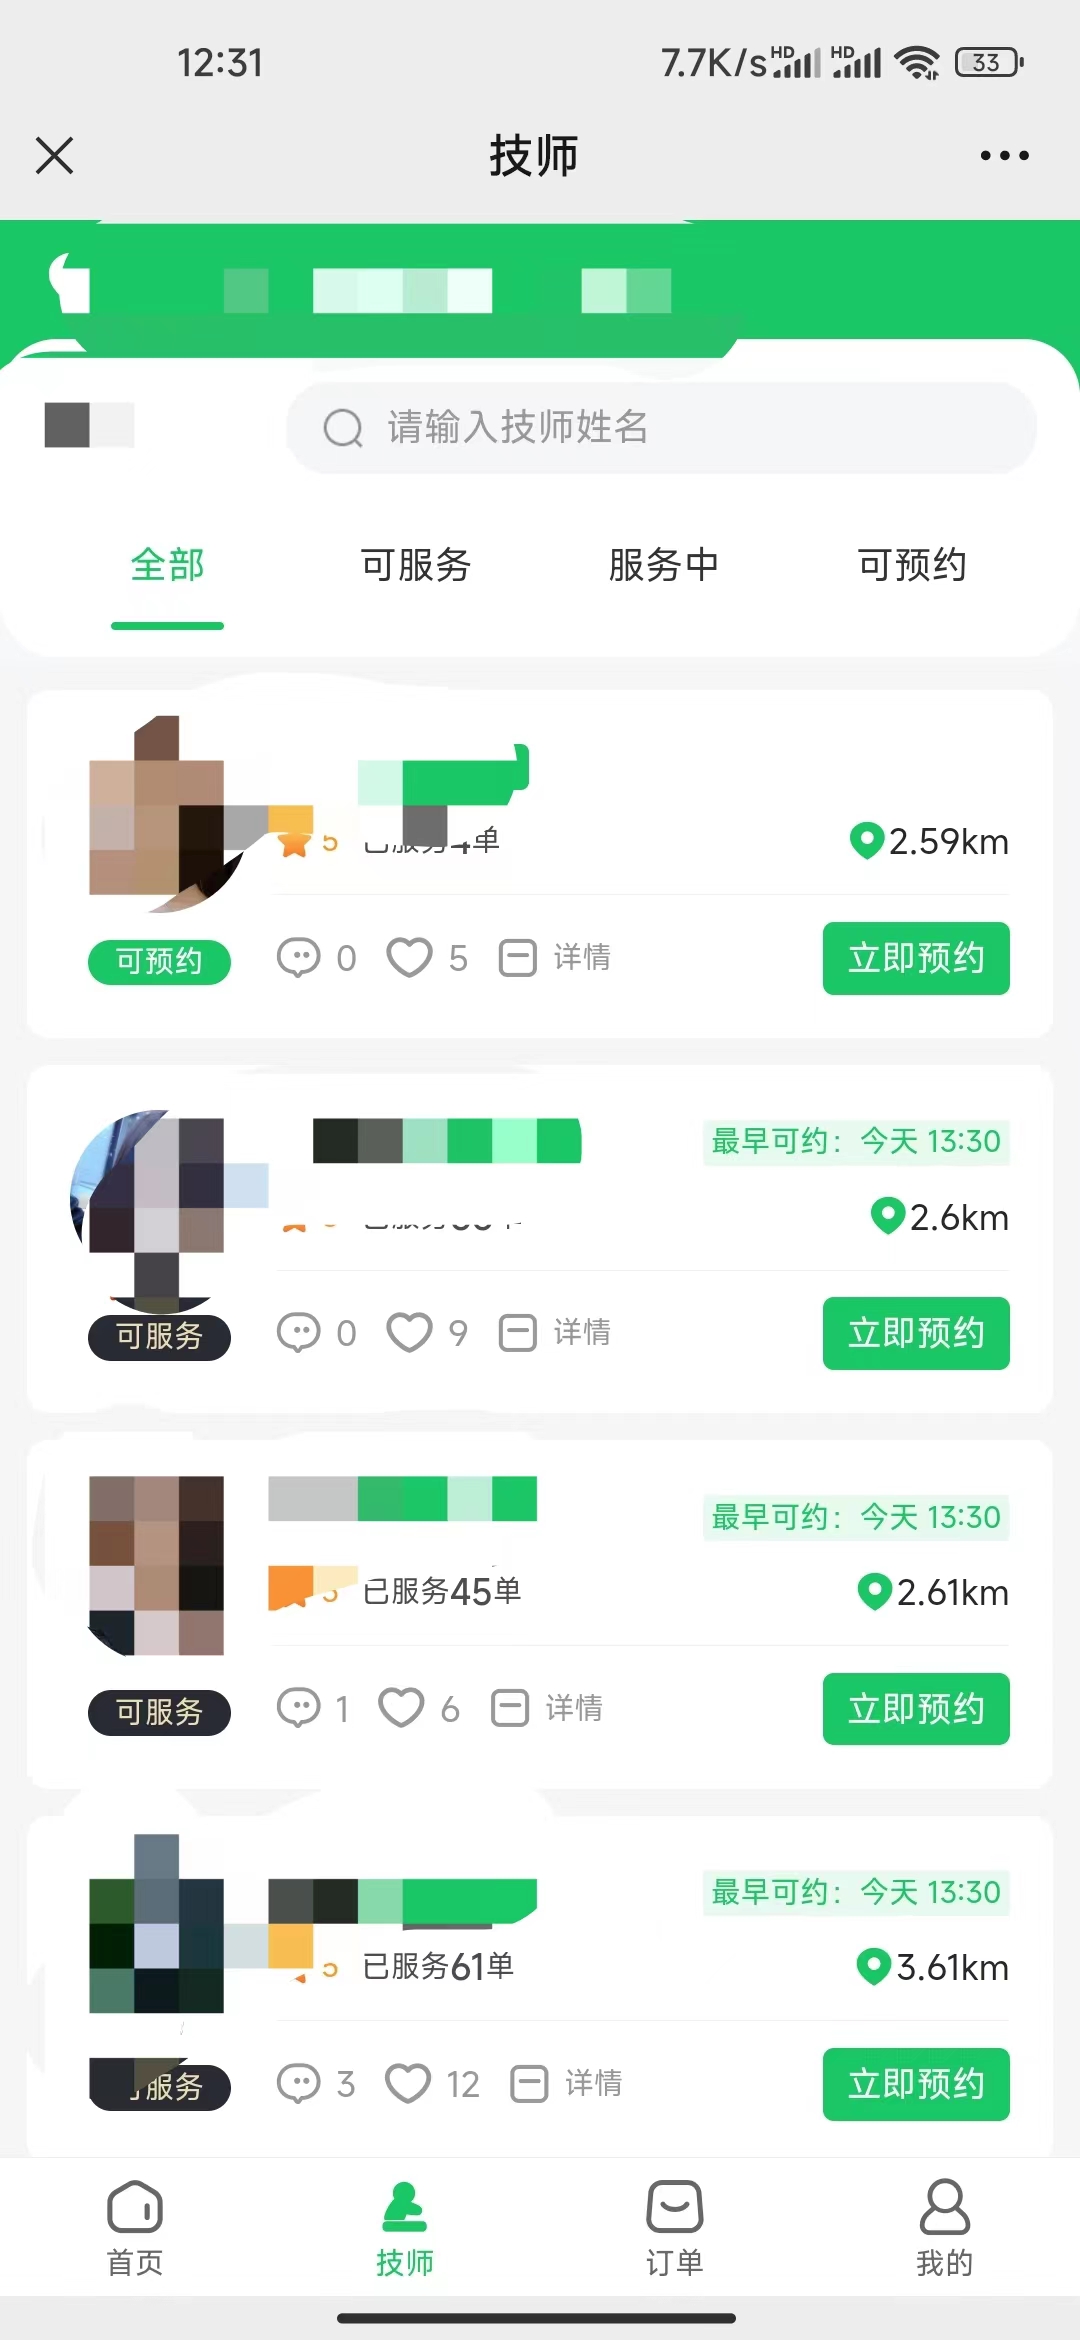 12:31
7.7K/s HD HD 33
技师
请输入技师姓名
全部 可服务 服务中 可预约
5 已服务4单 2.59km
可预约 0 5 详情 立即预约
最早可约：今天 13:30
2.6km
可服务 0 9 详情 立即预约
最早可约：今天 13:30
5 已服务45单 2.61km
可服务 1 6 详情 立即预约
最早可约：今天 13:30
5 已服务61单 3.61km
服务 3 12 详情 立即预约
首页 技师 订单 我的